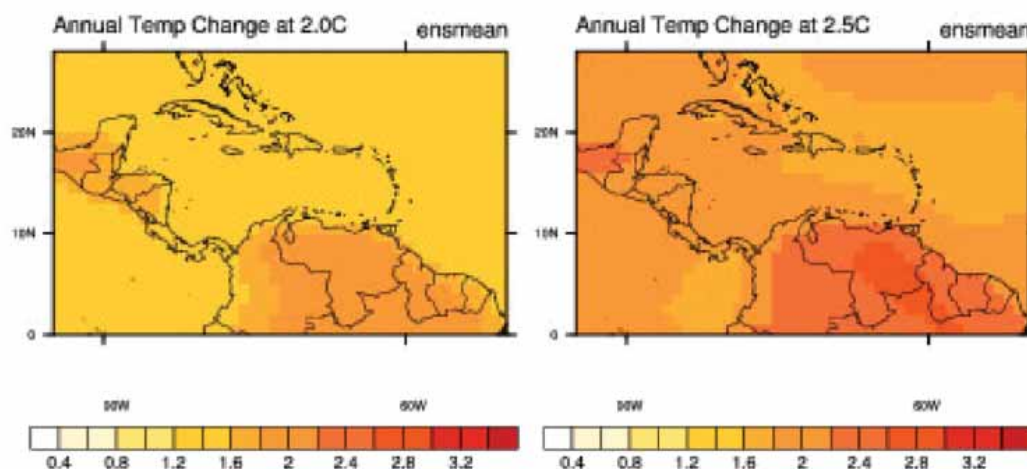 Annual Temp Change at 2.0C ensmean
20N
10N
0
90W 60W
0.4 0.8 1.2 1.6 2 2.4 2.8 3.2
Annual Temp Change at 2.5C ensmean
20N
10N
0
90W 60W
0.4 0.8 1.2 1.6 2 2.4 2.8 3.2